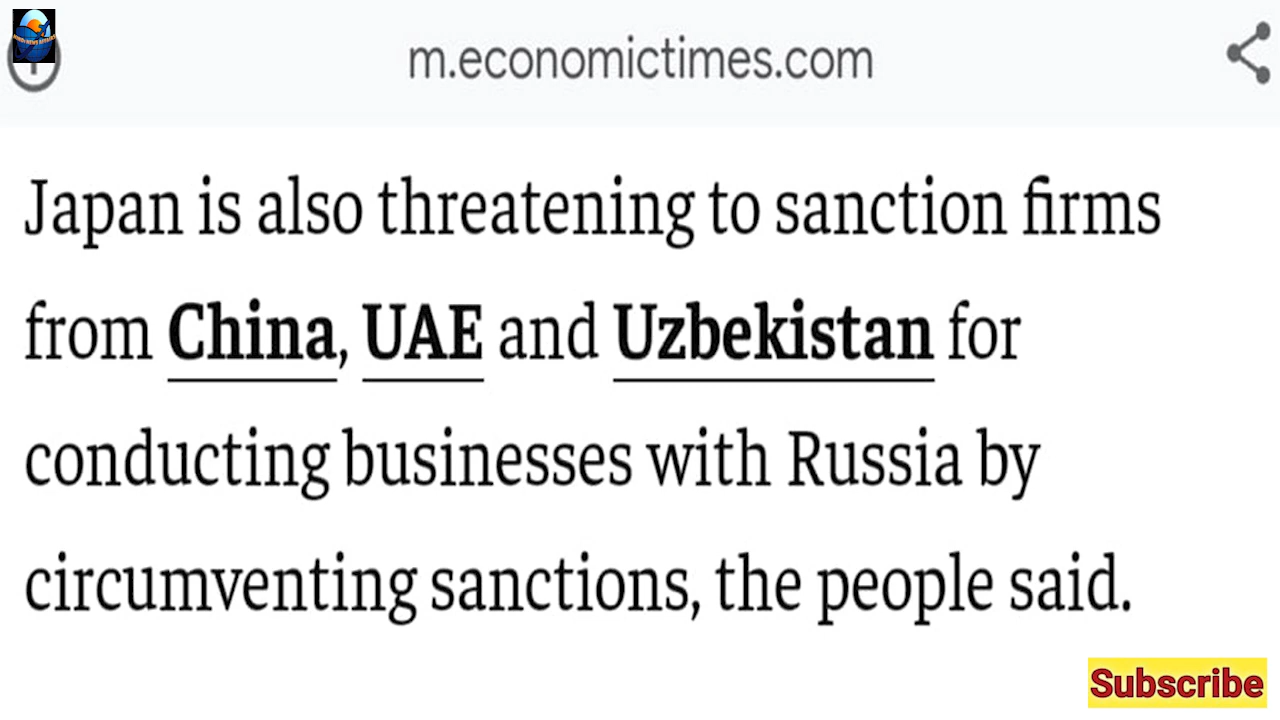 m.economictimes.com
Japan is also threatening to sanction firms
from China, UAE and Uzbekistan for
conducting businesses with Russia by
circumventing sanctions, the people said.
Subscribe